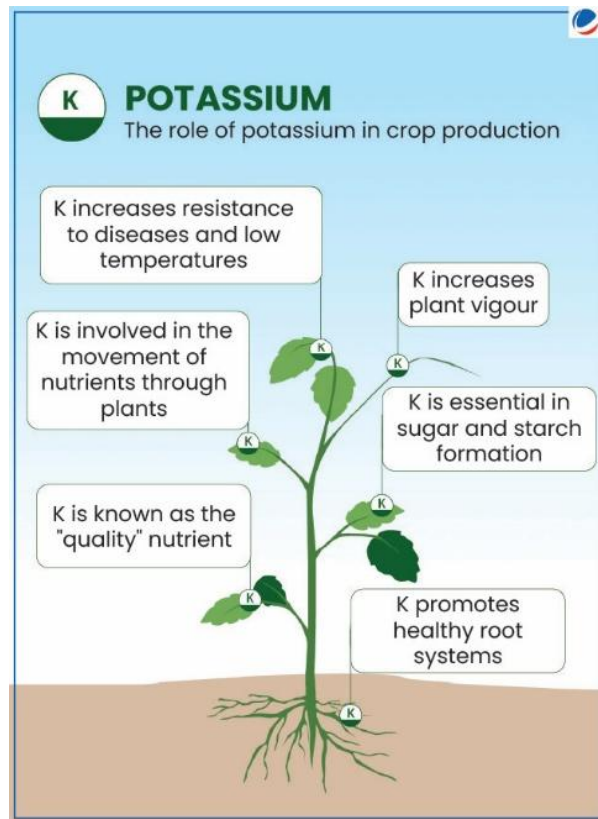 K
POTASSIUM
The role of potassium in crop production
K increases resistance
to diseases and low
temperatures
K increases
plant vigour
K is involved in the
movement of
nutrients through
plants
K is essential in
sugar and starch
formation
K is known as the
"quality" nutrient
K promotes
healthy root
systems
K
K
K
K
K
K